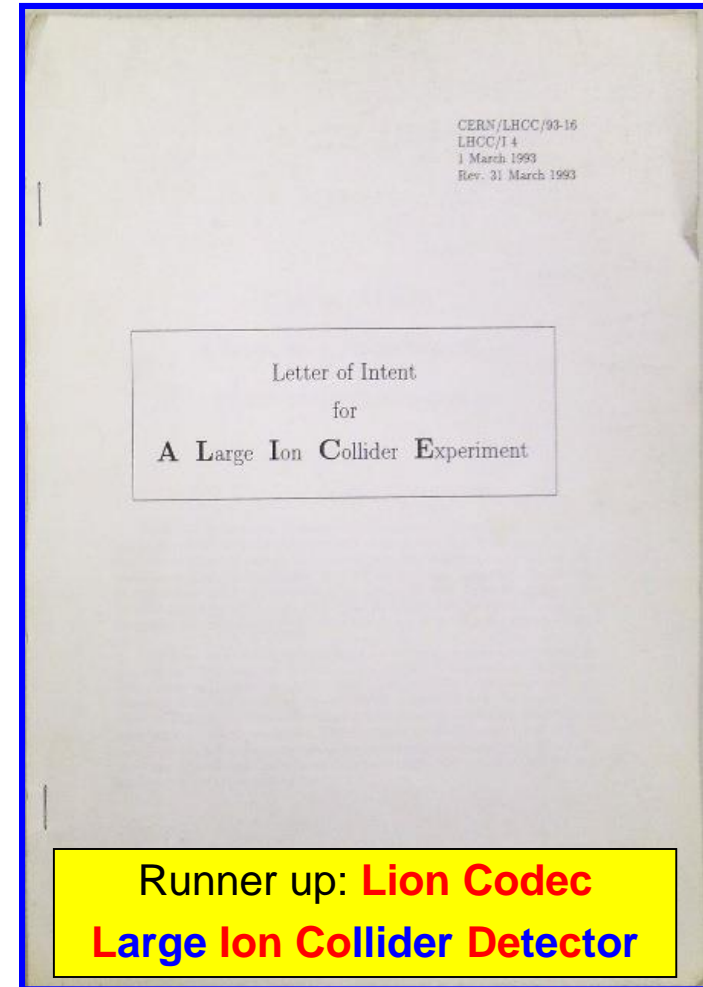 CERN/LHCC/93-16
LHCC/I 4
1 March 1993
Rev. 31 March 1993
Letter of Intent
for
A Large Ion Collider Experiment
Runner up: Lion Codec
Large Ion Collider Detector